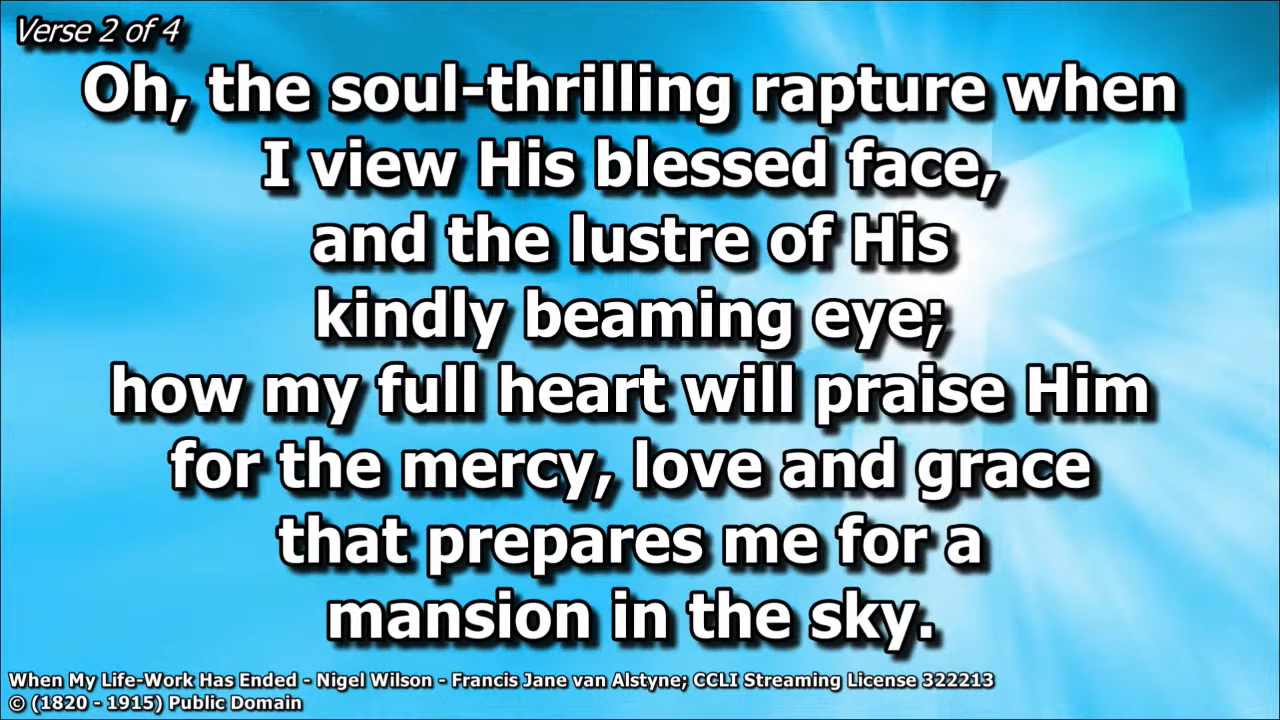 Verse 2 of 4
Oh, the soul-thrilling rapture when
I view His blessed face,
and the lustre of His
kindly beaming eye;
how my full heart will praise Him
for the mercy, love and grace
that prepares me for a
mansion in the sky.
When My Life-Work Has Ended - Nigel Wilson - Francis Jane van Alstyne; CCLI Streaming License 322213
© (1820 - 1915) Public Domain